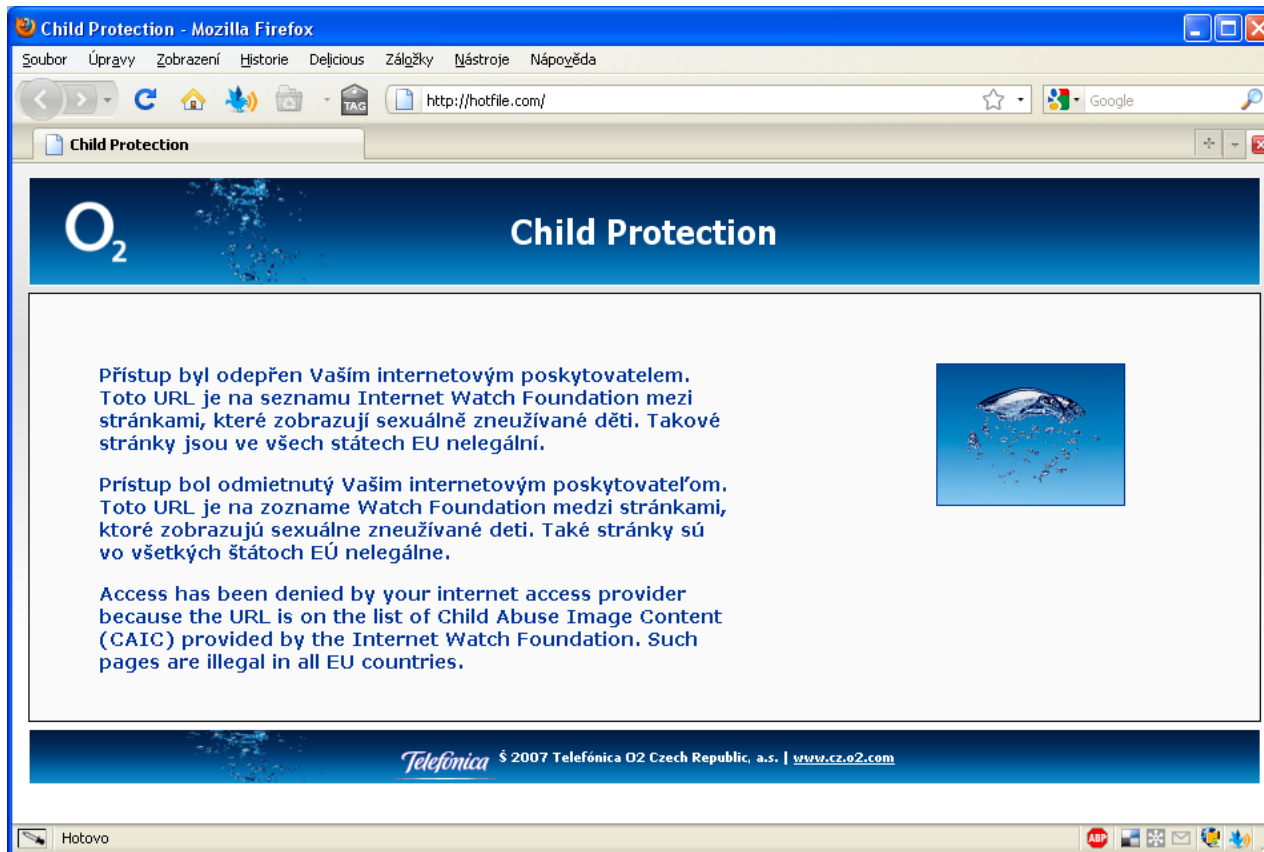 Child Protection - Mozilla Firefox
Soubor Úpravy Zobrazení Historie Delicious Záložky Nástroje Nápověda
TAG http://hotfile.com/ Google
Child Protection
O2 Child Protection
Přístup byl odepřen Vaším internetovým poskytovatelem.
Toto URL je na seznamu Internet Watch Foundation mezi
stránkami, které zobrazují sexuálně zneužívané děti. Takové
stránky jsou ve všech státech EU nelegální.
Prístup bol odmietnutý Vašim internetovým poskytovateľom.
Toto URL je na zozname Watch Foundation medzi stránkami,
ktoré zobrazujú sexuálne zneužívané deti. Také stránky sú
vo všetkých štátoch EÚ nelegálne.
Access has been denied by your internet access provider
because the URL is on the list of Child Abuse Image Content
(CAIC) provided by the Internet Watch Foundation. Such
pages are illegal in all EU countries.
Telefónica Š 2007 Telefónica O2 Czech Republic, a.s. | www.cz.o2.com
Hotovo ABP